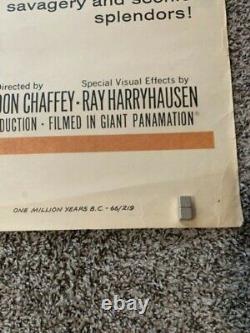 savagery and scenic
splendors!
Directed by Special Visual Effects by
DON CHAFFEY · RAY HARRYHAUSEN
DUCTION · FILMED IN GIANT PANAMATION
ONE MILLION YEARS B.C. - 66/219
ebay